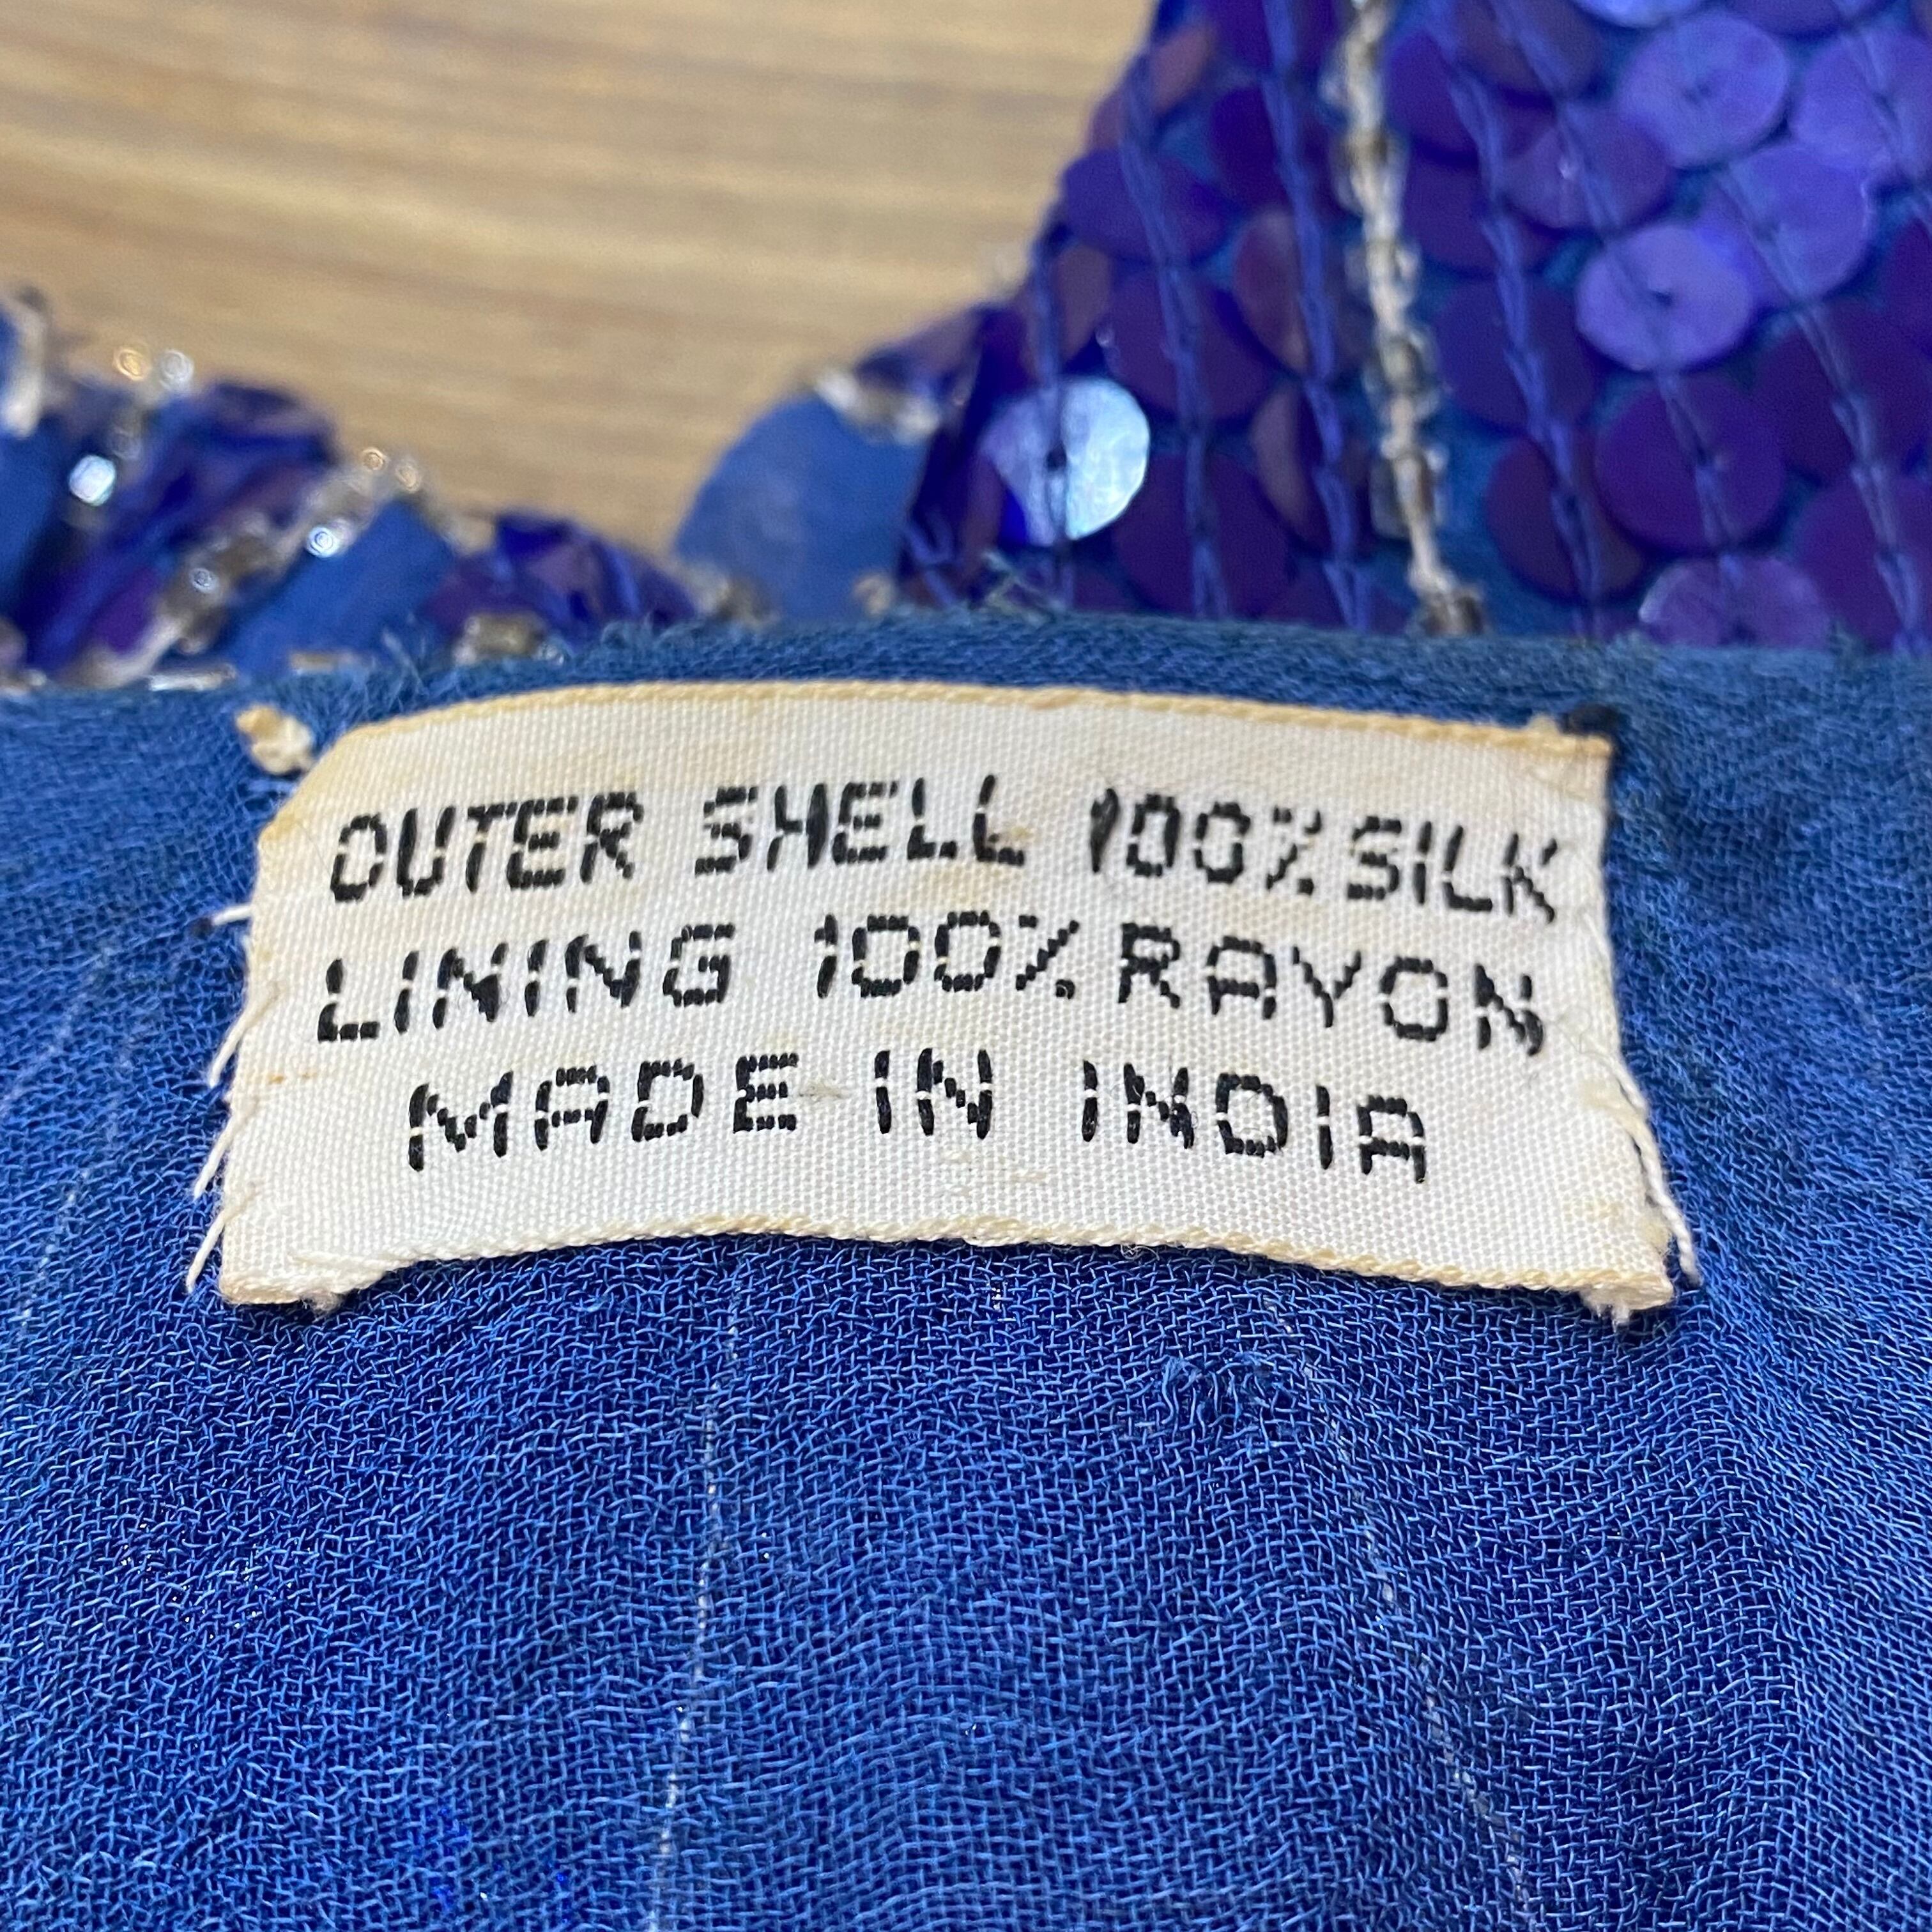 OUTER SHELL 100% SILK
LINING 100% RAYON
MADE IN INDIA